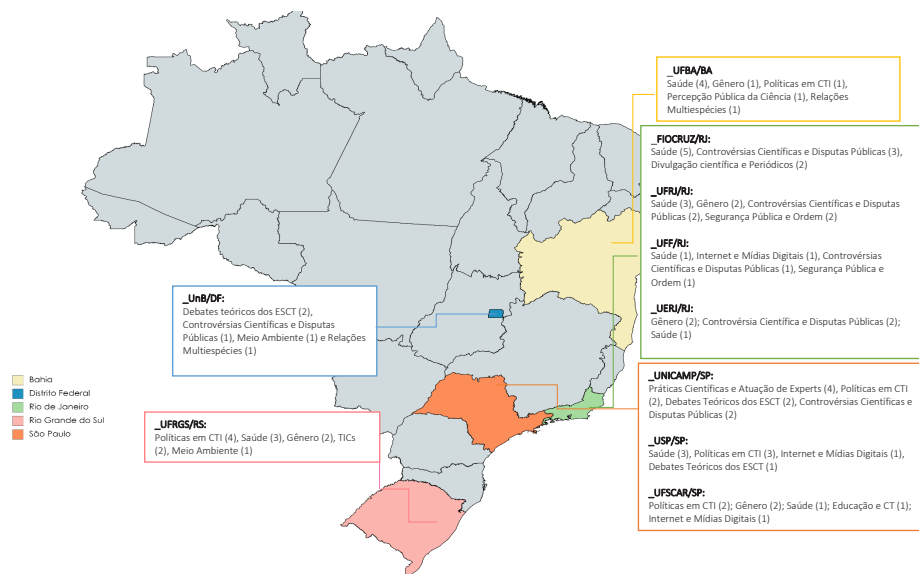 _UFBA/BA
Saúde (4), Gênero (1), Políticas em CTI (1),
Percepção Pública da Ciência (1), Relações
Multiespécies (1)
_FIOCRUZ/RJ:
Saúde (5), Controvérsias Científicas e Disputas Públicas (3),
Divulgação científica e Periódicos (2)
_UFRJ/RJ:
Saúde (3), Gênero (2), Controvérsias Científicas e Disputas
Públicas (2), Segurança Pública e Ordem (2)
_UFF/RJ:
Saúde (1), Internet e Mídias Digitais (1), Controvérsias
Científicas e Disputas Públicas (1), Segurança Pública e
Ordem (1)
_UERJ/RJ:
Gênero (2); Controvérsia Científica e Disputas Públicas (2);
Saúde (1)
_UnB/DF:
Debates teóricos dos ESCT (2),
Controvérsias Científicas e Disputas
Públicas (1), Meio Ambiente (1) e Relações
Multiespécies (1)
_UNICAMP/SP:
Práticas Científicas e Atuação de Experts (4), Políticas em CTI
(2), Debates Teóricos dos ESCT (2), Controvérsias Científicas e
Disputas Públicas (2)
_USP/SP:
Saúde (3), Políticas em CTI (3), Internet e Mídias Digitais (1),
Debates Teóricos dos ESCT (1)
_UFSCAR/SP:
Políticas em CTI (2); Gênero (2); Saúde (1); Educação e CT (1);
Internet e Mídias Digitais (1)
_UFRGS/RS:
Políticas em CTI (4), Saúde (3), Gênero (2), TICs
(2), Meio Ambiente (1)
Bahia
Distrito Federal
Rio de Janeiro
Rio Grande do Sul
São Paulo